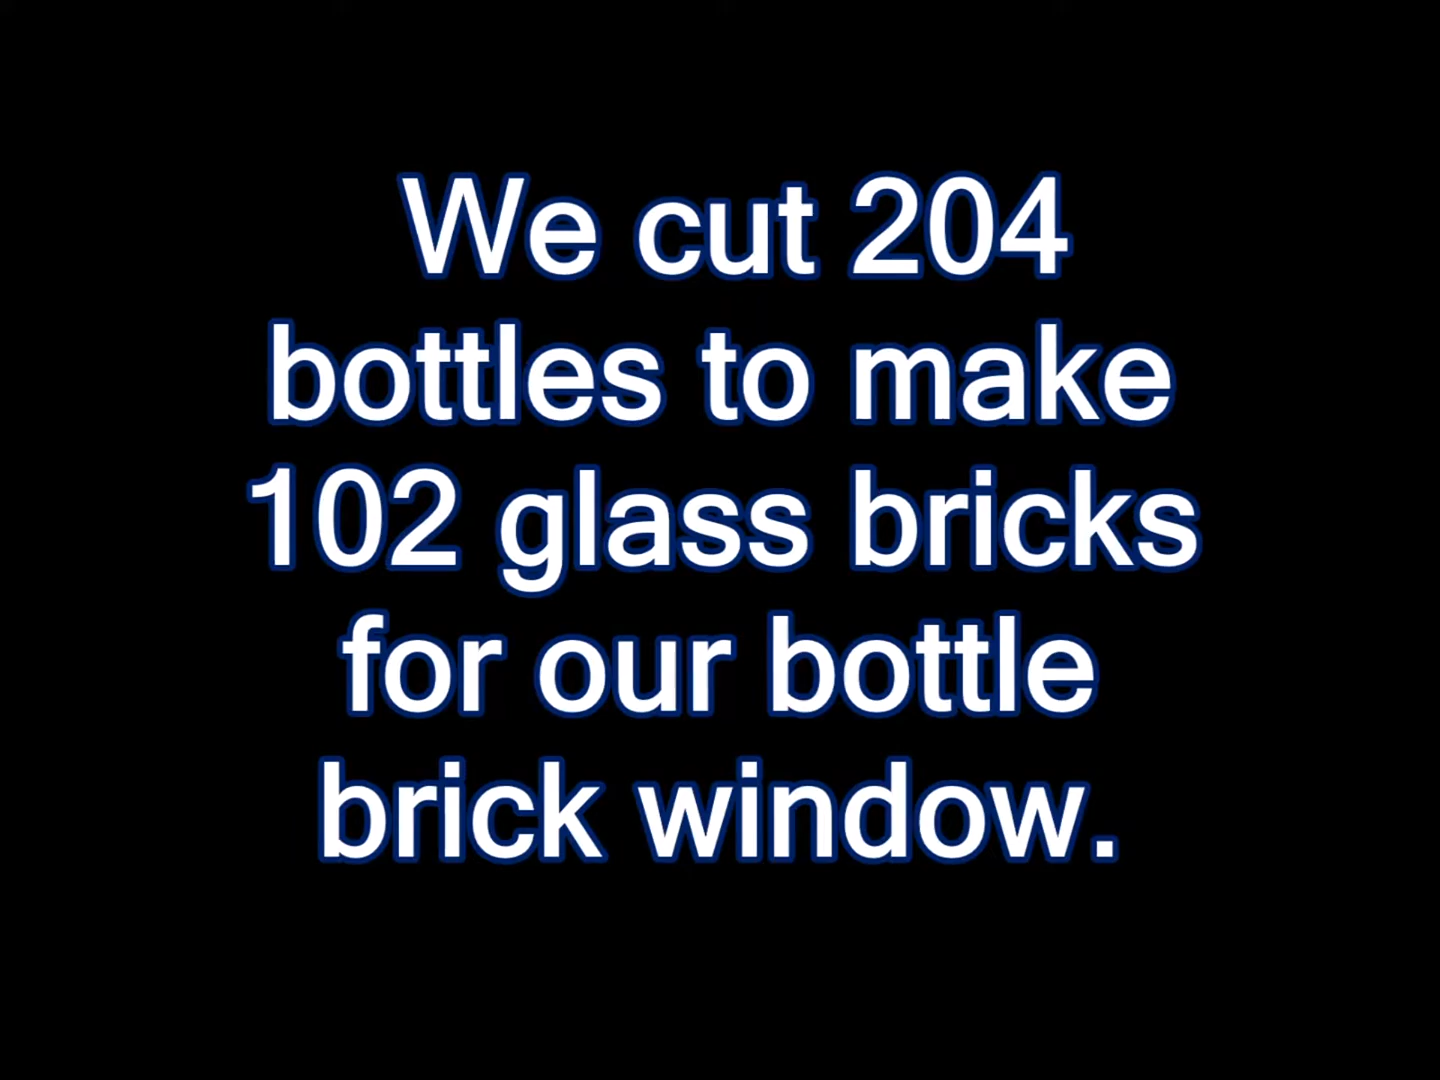 We cut 204
bottles to make
102 glass bricks
for our bottle
brick window.